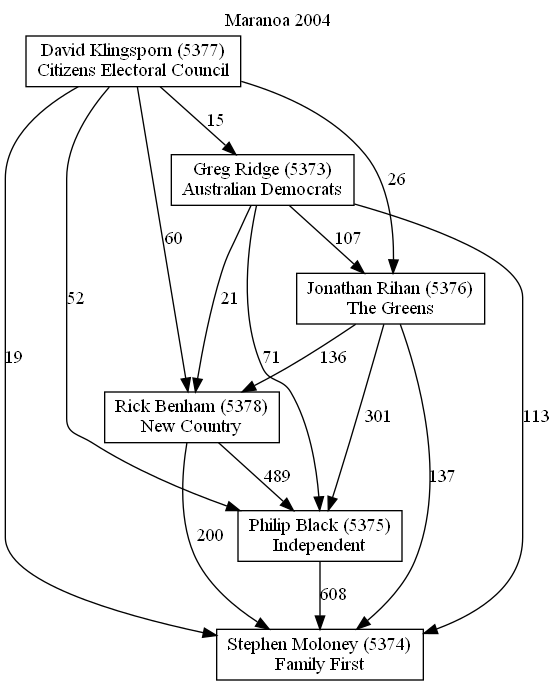 Maranoa 2004
David Klingsporn (5377)
Citizens Electoral Council
15
Greg Ridge (5373)
Australian Democrats
26
107
60
Jonathan Rihan (5376)
The Greens
52
21
19
71
136
Rick Benham (5378)
New Country
301
113
489
137
200
Philip Black (5375)
Independent
608
Stephen Moloney (5374)
Family First